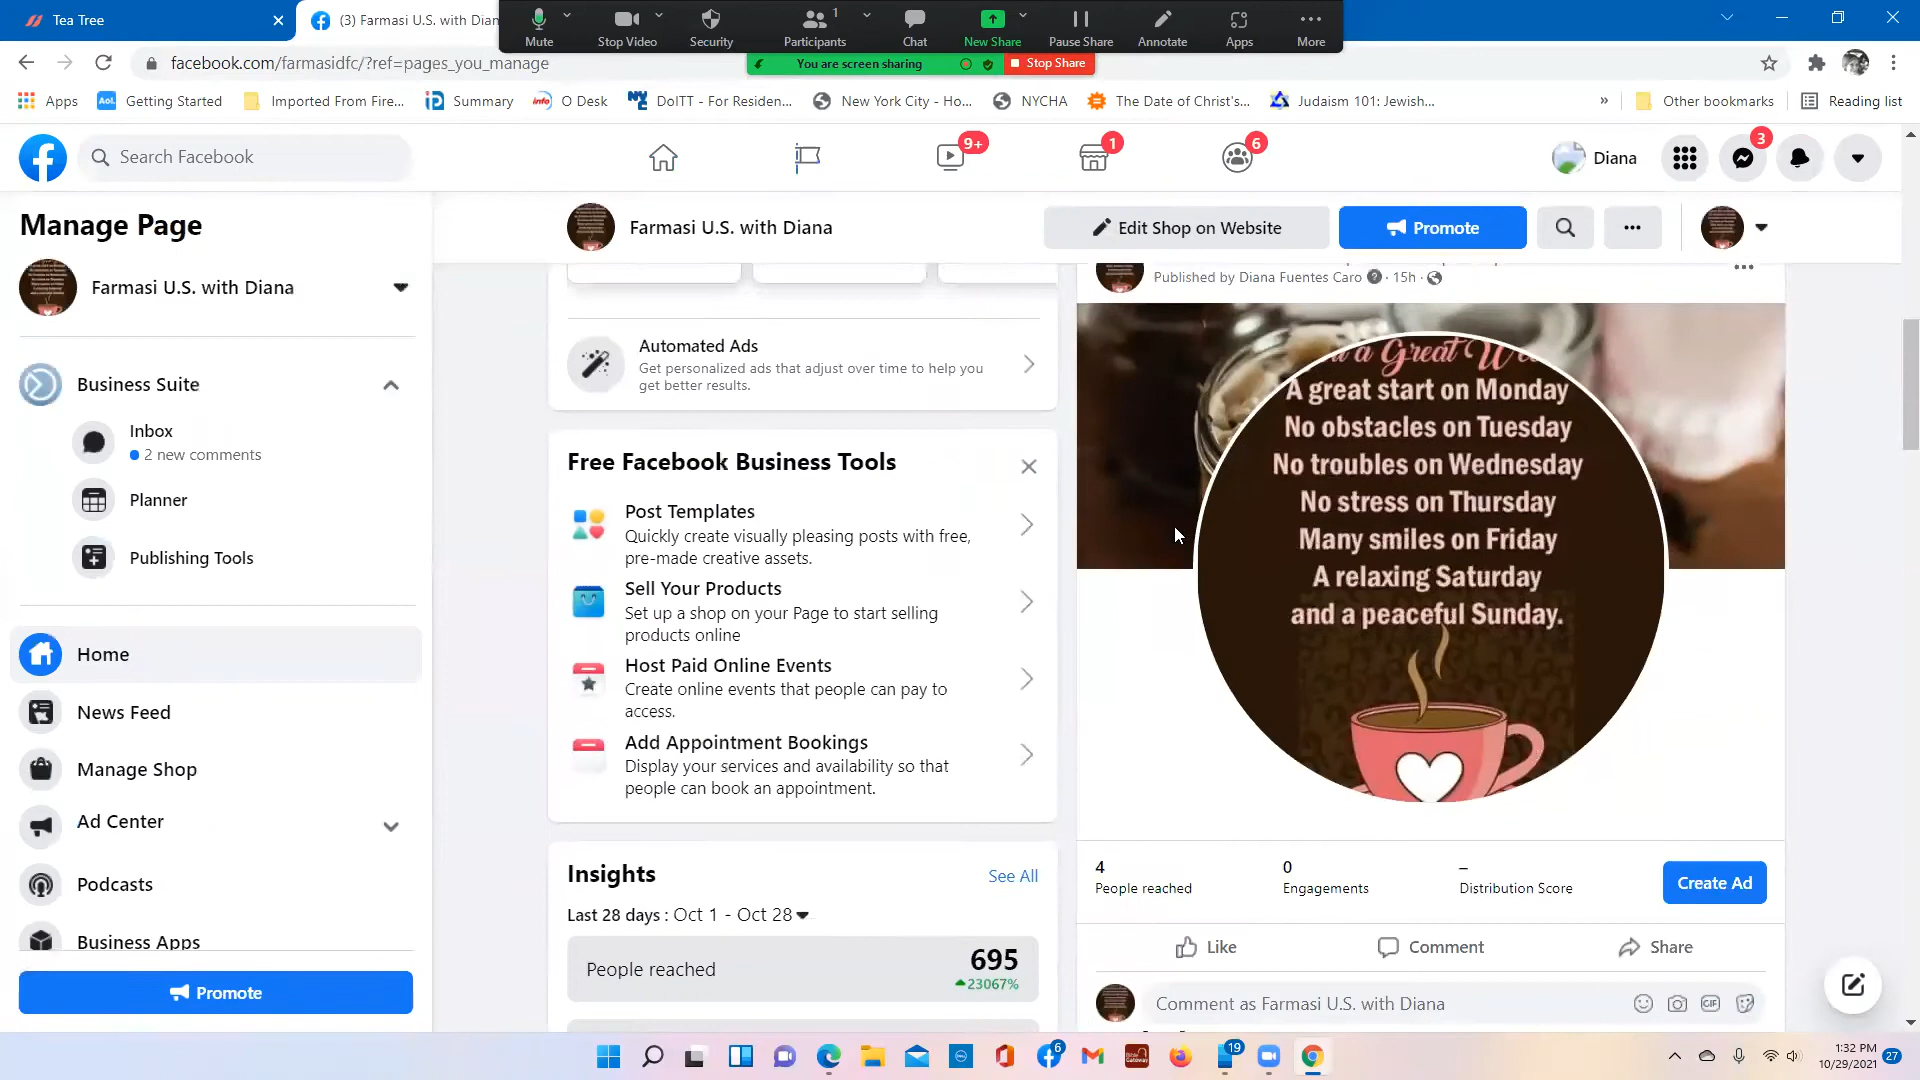 Tea Tree
(3) Farmasi U.S. with Dian
Mute
Stop Video
Security
Participants
1
Chat
New Share
Pause Share
Annotate
Apps
More
You are screen sharing
Stop Share
facebook.com/farmasidfc/?ref=pages_you_manage
Apps
Aol.
Getting Started
Imported From Fire...
Summary
info
O Desk
DoITT - For Residen...
New York City - Ho...
NYCHA
The Date of Christ's...
Judaism 101: Jewish...
»
Other bookmarks
Reading list
Search Facebook
9+
1
6
Diana
3
Manage Page
Farmasi U.S. with Diana
Edit Shop on Website
Promote
Farmasi U.S. with Diana
Business Suite
Inbox
2 new comments
Planner
Publishing Tools
Home
News Feed
Manage Shop
Ad Center
Podcasts
Business Apps
Promote
Automated Ads
Get personalized ads that adjust over time to help you
get better results.
Free Facebook Business Tools
Post Templates
Quickly create visually pleasing posts with free,
pre-made creative assets.
Sell Your Products
Set up a shop on your Page to start selling
products online
Host Paid Online Events
Create online events that people can pay to
access.
Add Appointment Bookings
Display your services and availability so that
people can book an appointment.
Insights
See All
Last 28 days : Oct 1 - Oct 28
People reached
695
23067%
Published by Diana Fuentes Caro · 15h ·
a Great
A great start on Monday
No obstacles on Tuesday
No troubles on Wednesday
No stress on Thursday
Many smiles on Friday
A relaxing Saturday
and a peaceful Sunday.
4
People reached
0
Engagements
–
Distribution Score
Create Ad
Like
Comment
Share
Comment as Farmasi U.S. with Diana
GIF
6
19
1:32 PM
10/29/2021
27